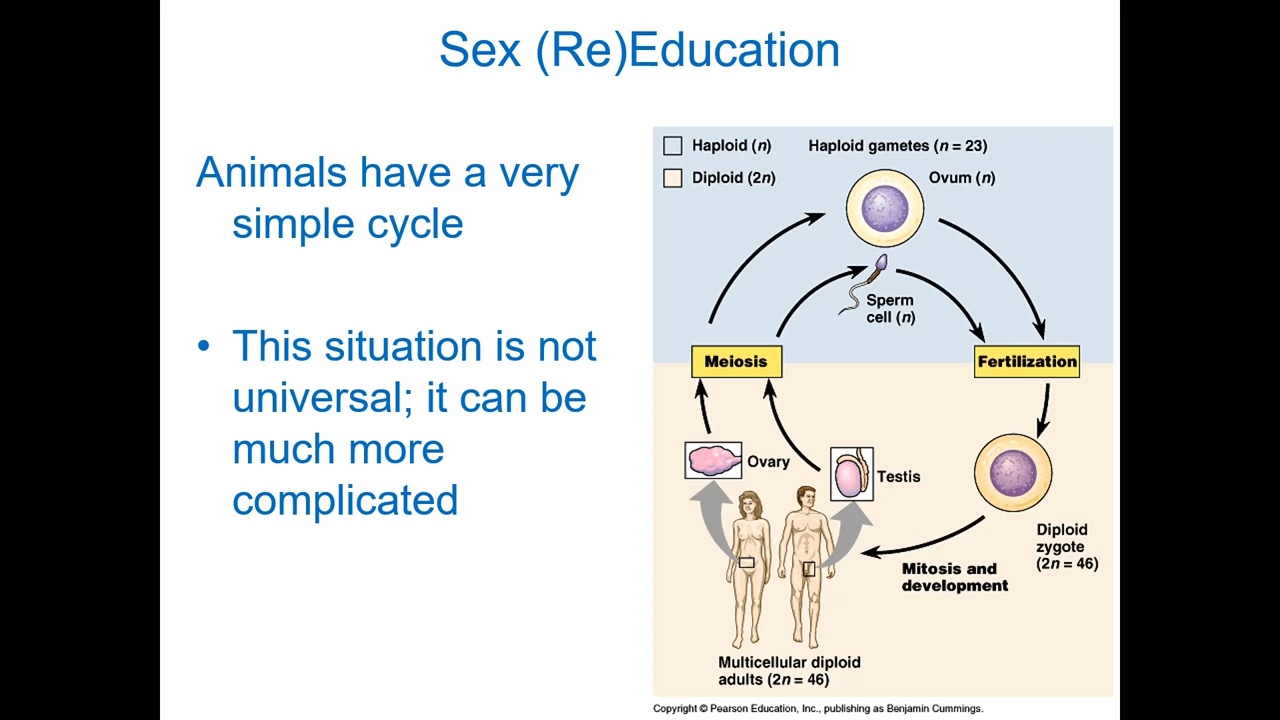 Sex (Re)Education
Animals have a very
simple cycle
• This situation is not
universal; it can be
much more
complicated
Haploid (n)
Diploid (2n)
Haploid gametes (n = 23)
Ovum (n)
Sperm
cell (n)
Meiosis
Fertilization
Ovary
Testis
Diploid
zygote
(2n = 46)
Mitosis and
development
Multicellular diploid
adults (2n = 46)
Copyright © Pearson Education, Inc., publishing as Benjamin Cummings.